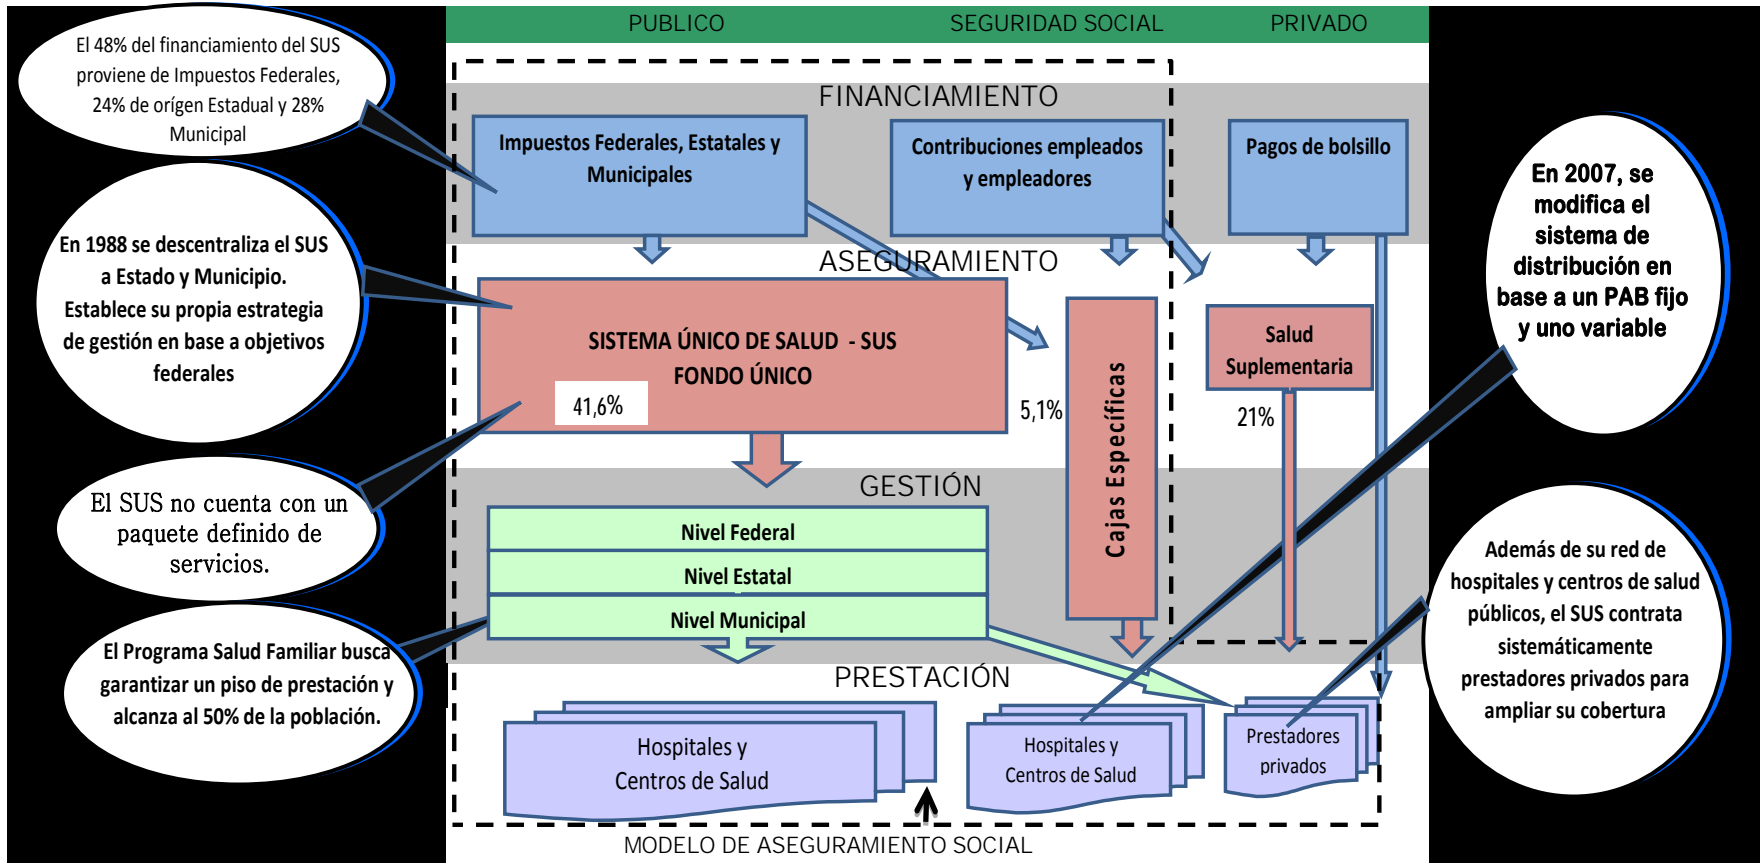 PUBLICO
SEGURIDAD SOCIAL
PRIVADO
El 48% del financiamiento del SUS
proviene de Impuestos Federales,
24% de orígen Estadual y 28%
Municipal
FINANCIAMIENTO
Impuestos Federales, Estatales y
Municipales
Contribuciones empleados
y empleadores
Pagos de bolsillo
En 1988 se descentraliza el SUS
a Estado y Municipio.
Establece su propia estrategia
de gestión en base a objetivos
federales
ASEGURAMIENTO
SISTEMA ÚNICO DE SALUD - SUS
FONDO ÚNICO
41,6%
5,1%
Cajas Específicas
Salud
Suplementaria
21%
En 2007, se
modifica el
sistema de
distribución en
base a un PAB fijo
y uno variable
El SUS no cuenta con un
paquete definido de
servicios.
GESTIÓN
Nivel Federal
Nivel Estatal
Nivel Municipal
El Programa Salud Familiar busca
garantizar un piso de prestación y
alcanza al 50% de la población.
Además de su red de
hospitales y centros de salud
públicos, el SUS contrata
sistemáticamente
prestadores privados para
ampliar su cobertura
PRESTACIÓN
Hospitales y
Centros de Salud
Hospitales y
Centros de Salud
Prestadores
privados
MODELO DE ASEGURAMIENTO SOCIAL